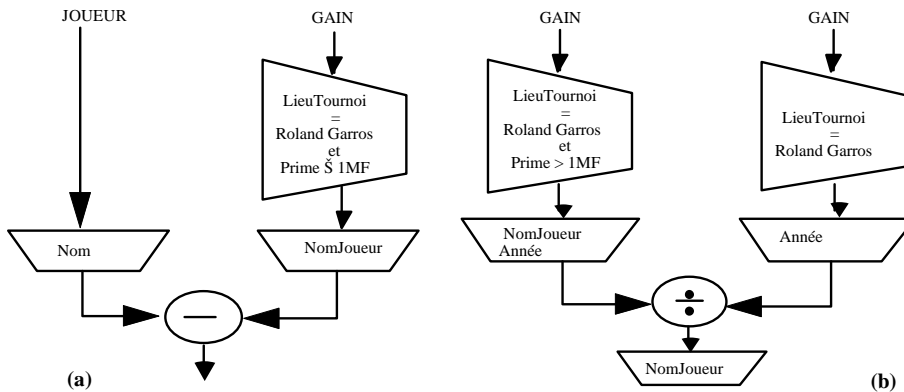 JOUEUR
GAIN
LieuTournoi
=
Roland Garros
et
Prime Š 1MF
Nom
NomJoueur
—
(a)
GAIN
GAIN
LieuTournoi
=
Roland Garros
et
Prime > 1MF
LieuTournoi
=
Roland Garros
NomJoueur
Année
Année
÷
NomJoueur
(b)